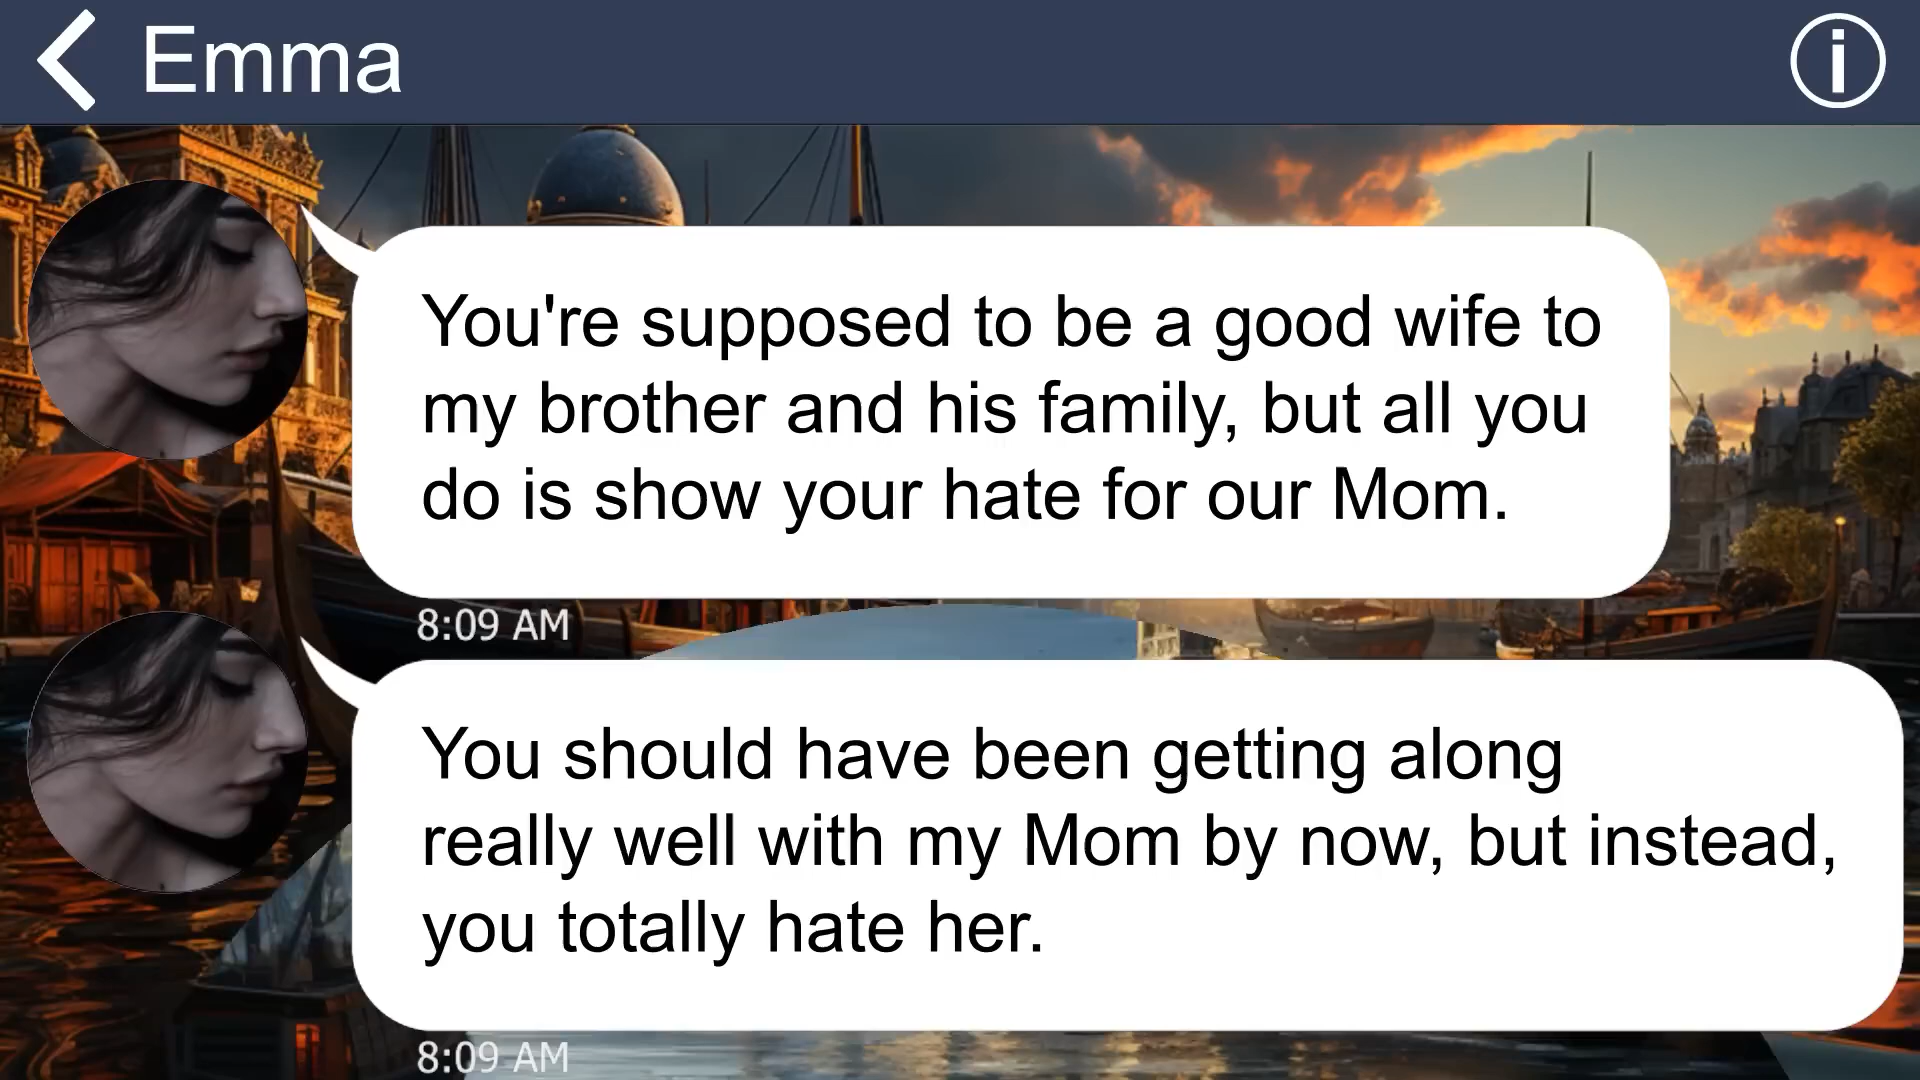 Emma
You're supposed to be a good wife to
my brother and his family, but all you
do is show your hate for our Mom.
8:09 AM
You should have been getting along
really well with my Mom by now, but instead,
you totally hate her.
8:09 AM